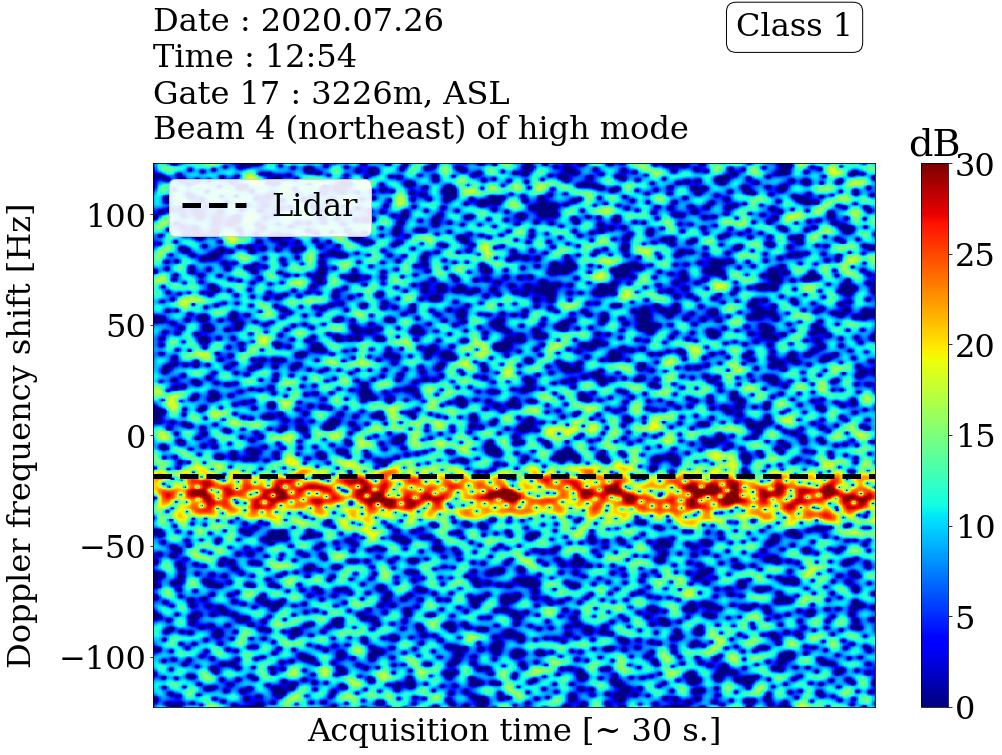 Date : 2020.07.26
Class 1
Time : 12:54
Gate 17 : 3226m, ASL
Beam 4 (northeast) of high mode
dB
Lidar
Doppler frequency shift [Hz]
100
50
0
−50
−100
30
25
20
15
10
5
0
Acquisition time [~ 30 s.]